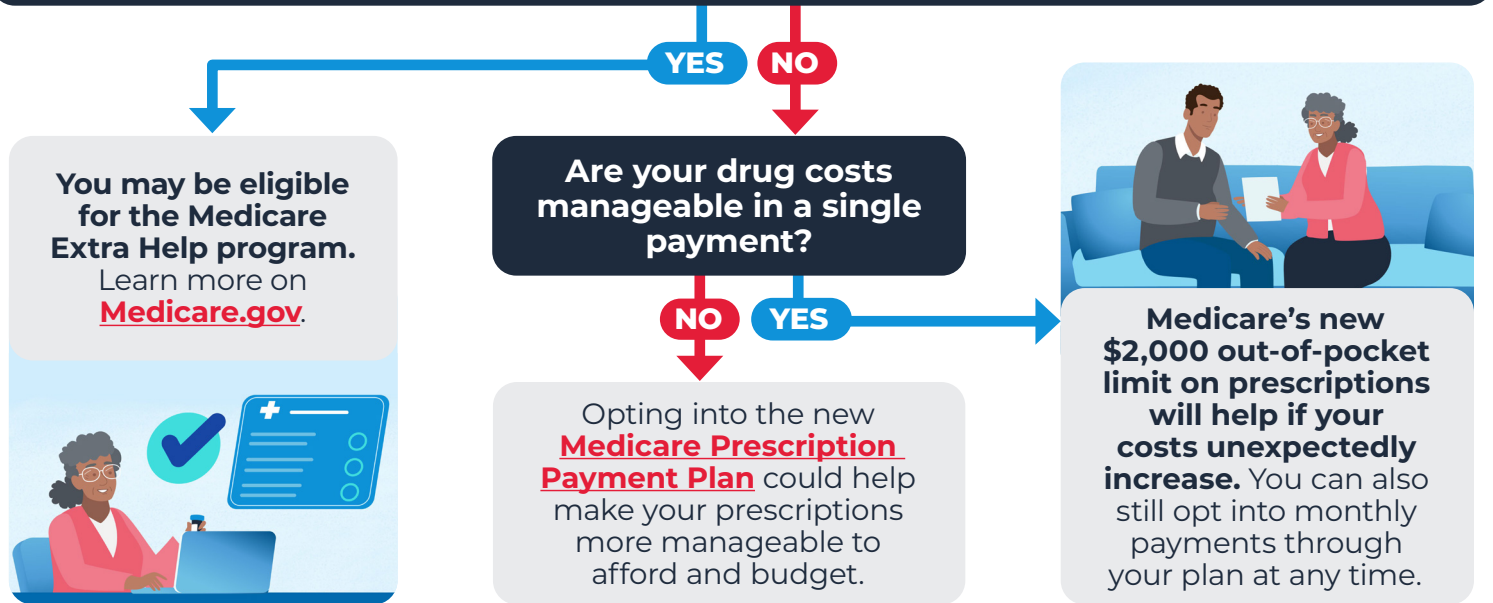 YES
NO
You may be eligible
for the Medicare
Extra Help program.
Learn more on
Medicare.gov.
Are your drug costs
manageable in a single
payment?
NO
YES
Opting into the new
Medicare Prescription
Payment Plan could help
make your prescriptions
more manageable to
afford and budget.
Medicare’s new
$2,000 out-of-pocket
limit on prescriptions
will help if your
costs unexpectedly
increase. You can also
still opt into monthly
payments through
your plan at any time.